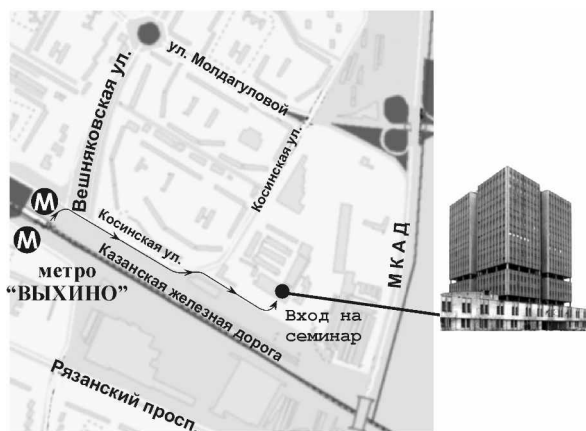 ул. Молдагуловой
Вешняковская ул.
Косинская ул.
М
М
Косинская ул.
МКАД
метро
"ВЫХИНО"
Казанская железная дорога
Вход на
семинар
Рязанский просп.